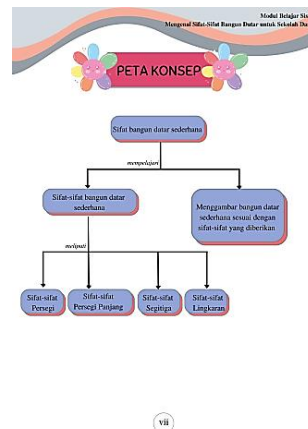 Modul Belajar
Mengenal Sifat-Sifat Bangun Datar untuk Sekolah
PETA KONSEP
Sifat bangun datar sederhana
mempelajari
Sifat-sifat bangun datar
sederhana
Menggambar bangun datar
sederhana sesuai dengan
sifat-sifat yang diberikan
meliputi
Sifat-sifat
Persegi
Sifat-sifat
Persegi Panjang
Sifat-sifat
Segitiga
Sifat-sifat
Lingkaran
vii